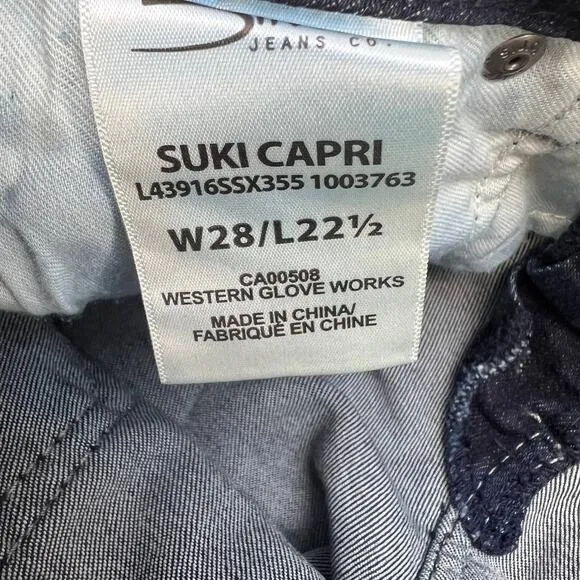 JEANS CO.
SUKI CAPRI
L43916SSX355 1003763
W28/L22½
CA00508
WESTERN GLOVE WORKS
MADE IN CHINA/
FABRIQUÉ EN CHINE